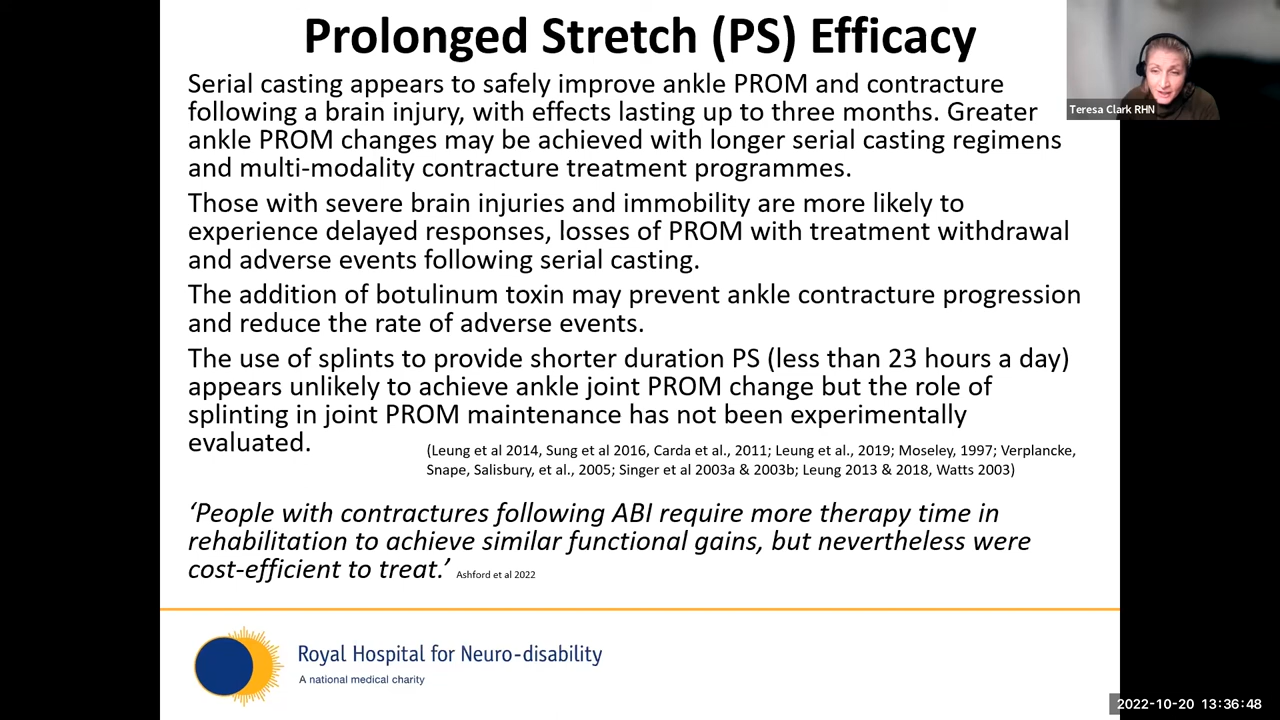 Prolonged Stretch (PS) Efficacy
Serial casting appears to safely improve ankle PROM and contracture
following a brain injury, with effects lasting up to three months. Greater
ankle PROM changes may be achieved with longer serial casting regimens
and multi-modality contracture treatment programmes.
Those with severe brain injuries and immobility are more likely to
experience delayed responses, losses of PROM with treatment withdrawal
and adverse events following serial casting.
The addition of botulinum toxin may prevent ankle contracture progression
and reduce the rate of adverse events.
The use of splints to provide shorter duration PS (less than 23 hours a day)
appears unlikely to achieve ankle joint PROM change but the role of
splinting in joint PROM maintenance has not been experimentally
evaluated.
(Leung et al 2014, Sung et al 2016, Carda et al., 2011; Leung et al., 2019; Moseley, 1997; Verplancke,
Snape, Salisbury, et al., 2005; Singer et al 2003a & 2003b; Leung 2013 & 2018, Watts 2003)
‘People with contractures following ABI require more therapy time in
rehabilitation to achieve similar functional gains, but nevertheless were
cost-efficient to treat.’ Ashford et al 2022
Royal Hospital for Neuro-disability
A national medical charity
Teresa Clark RHN
2022-10-20 13:36:48